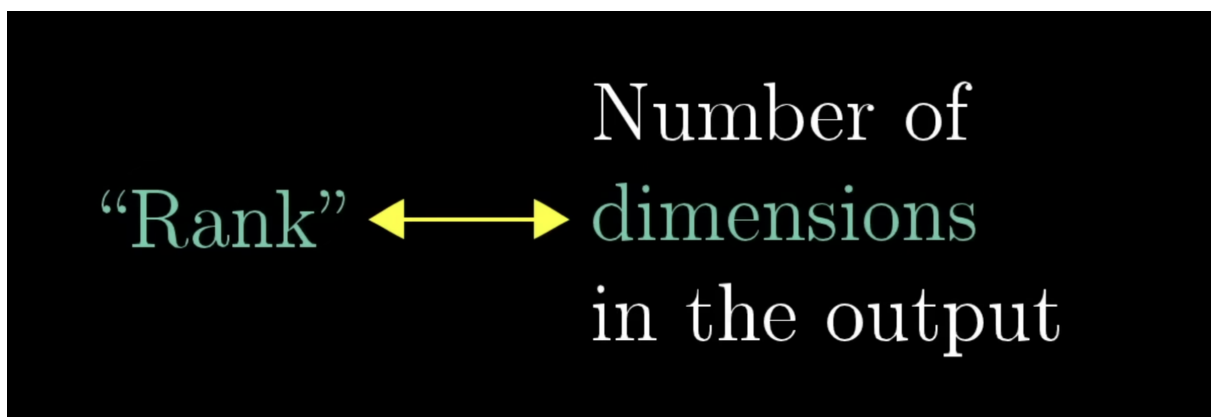 “Rank”
Number of
dimensions
in the output